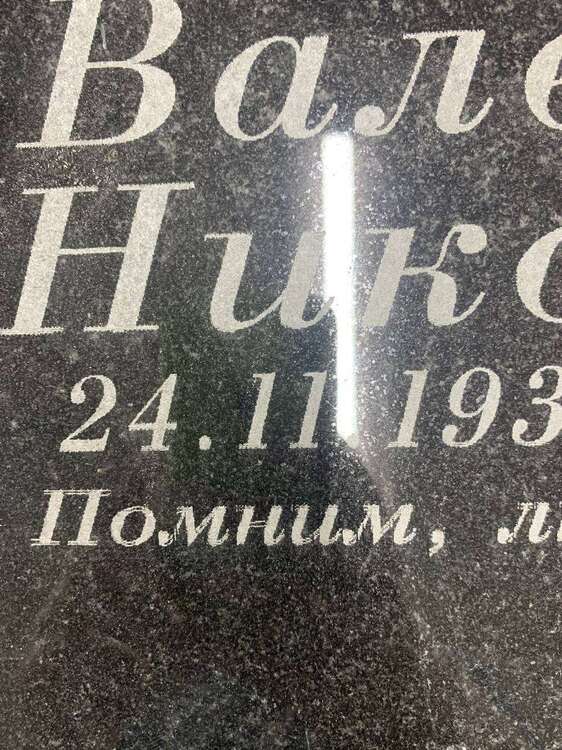 Вале
Нико
24.11.193
Помним, л